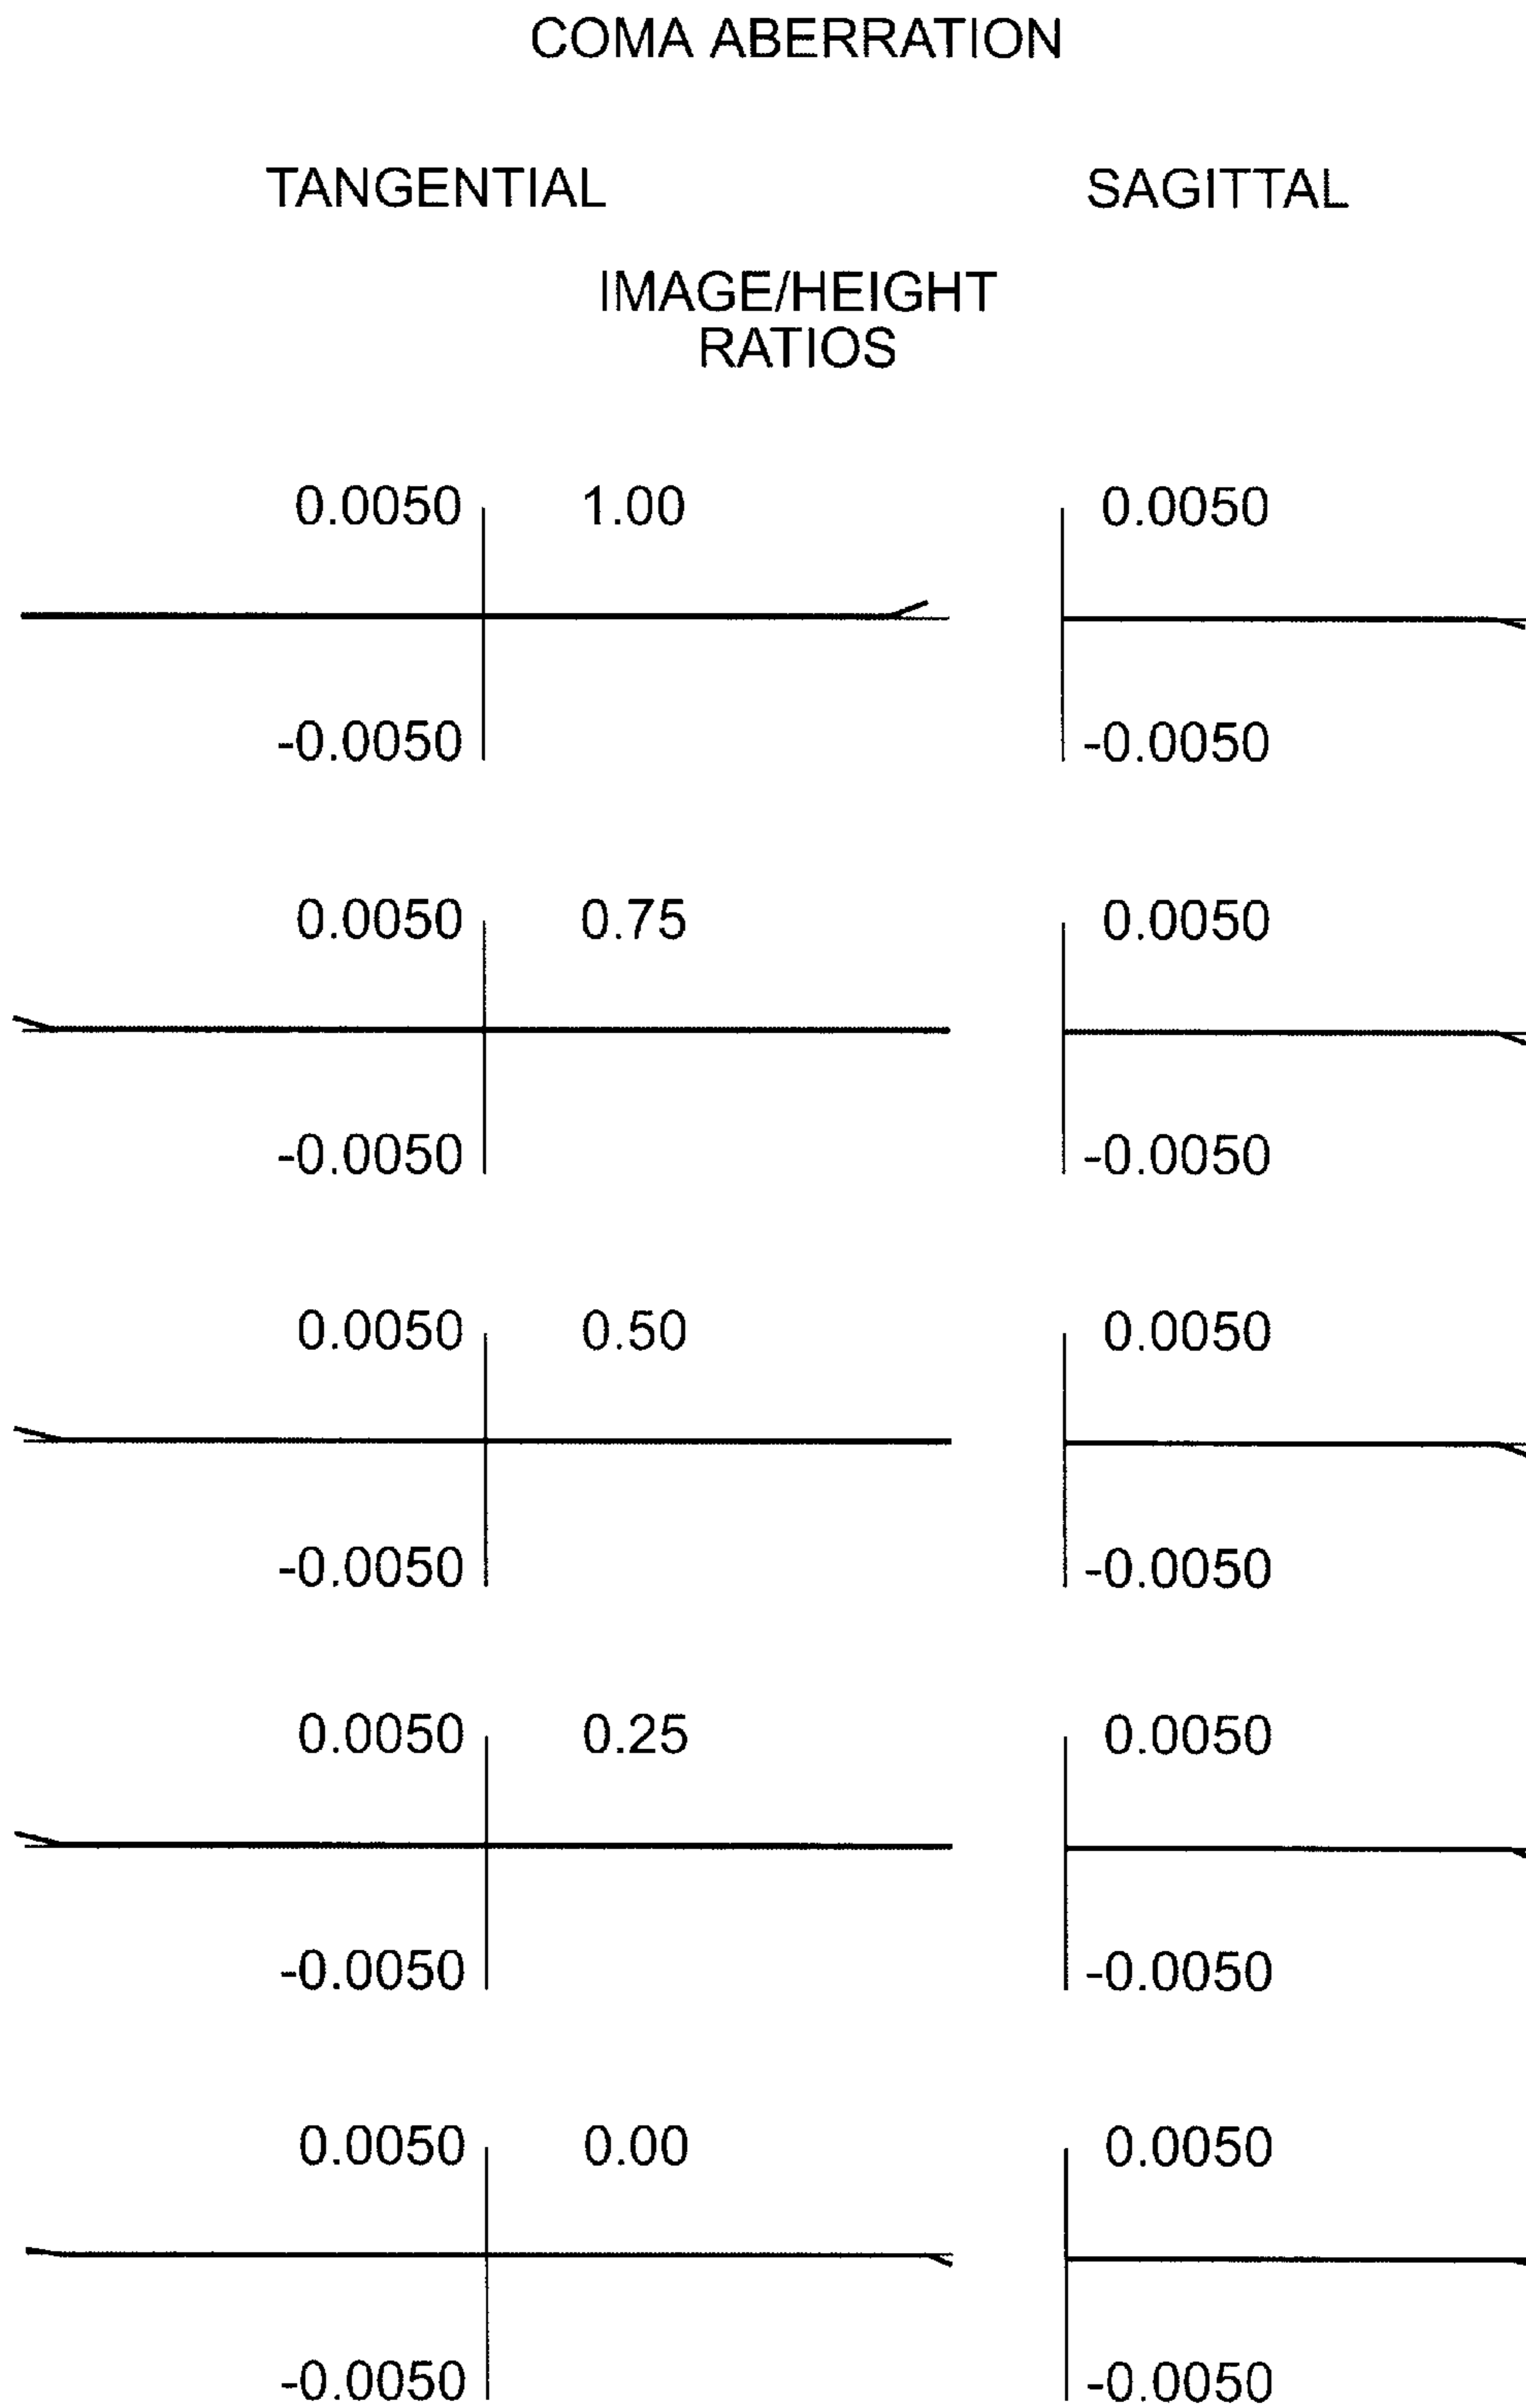 COMA ABERRATION
TANGENTIAL SAGITTAL
IMAGE/HEIGHT
RATIOS
0.0050 1.00 0.0050
-0.0050 -0.0050
0.0050 0.75 0.0050
-0.0050 -0.0050
0.0050 0.50 0.0050
-0.0050 -0.0050
0.0050 0.25 0.0050
-0.0050 -0.0050
0.0050 0.00 0.0050
-0.0050 -0.0050